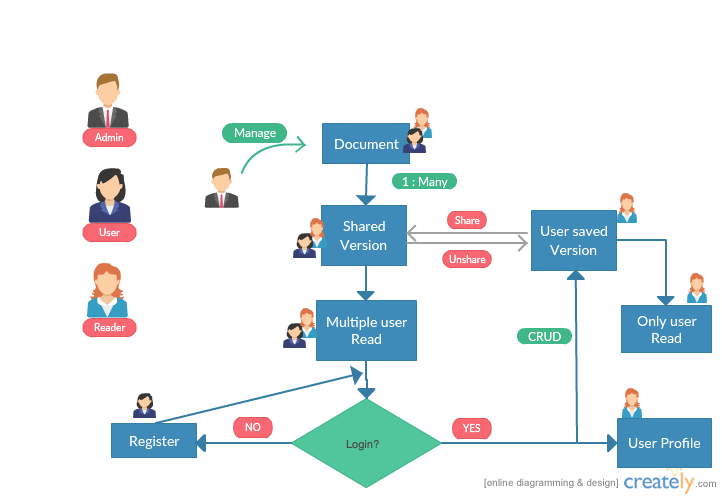 Admin
User
Reader
Manage
Document
1 : Many
Shared
Version
Share
Unshare
User saved
Version
Multiple user
Read
Only user
Read
CRUD
Register
NO
Login?
YES
User Profile
[online diagramming & design] creately.com